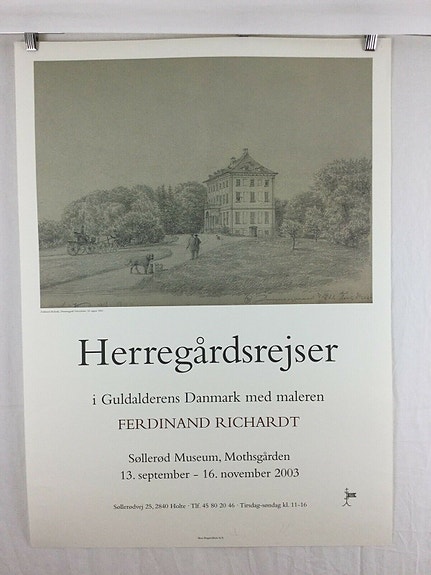 Herregårdsrejser
i Guldalderens Danmark med maleren
FERDINAND RICHARDT
Søllerød Museum, Mothsgården
13. september - 16. november 2003
Søllerødvej 25, 2840 Holte · Tlf. 45 80 20 46 · Tirsdag-søndag kl. 11-16